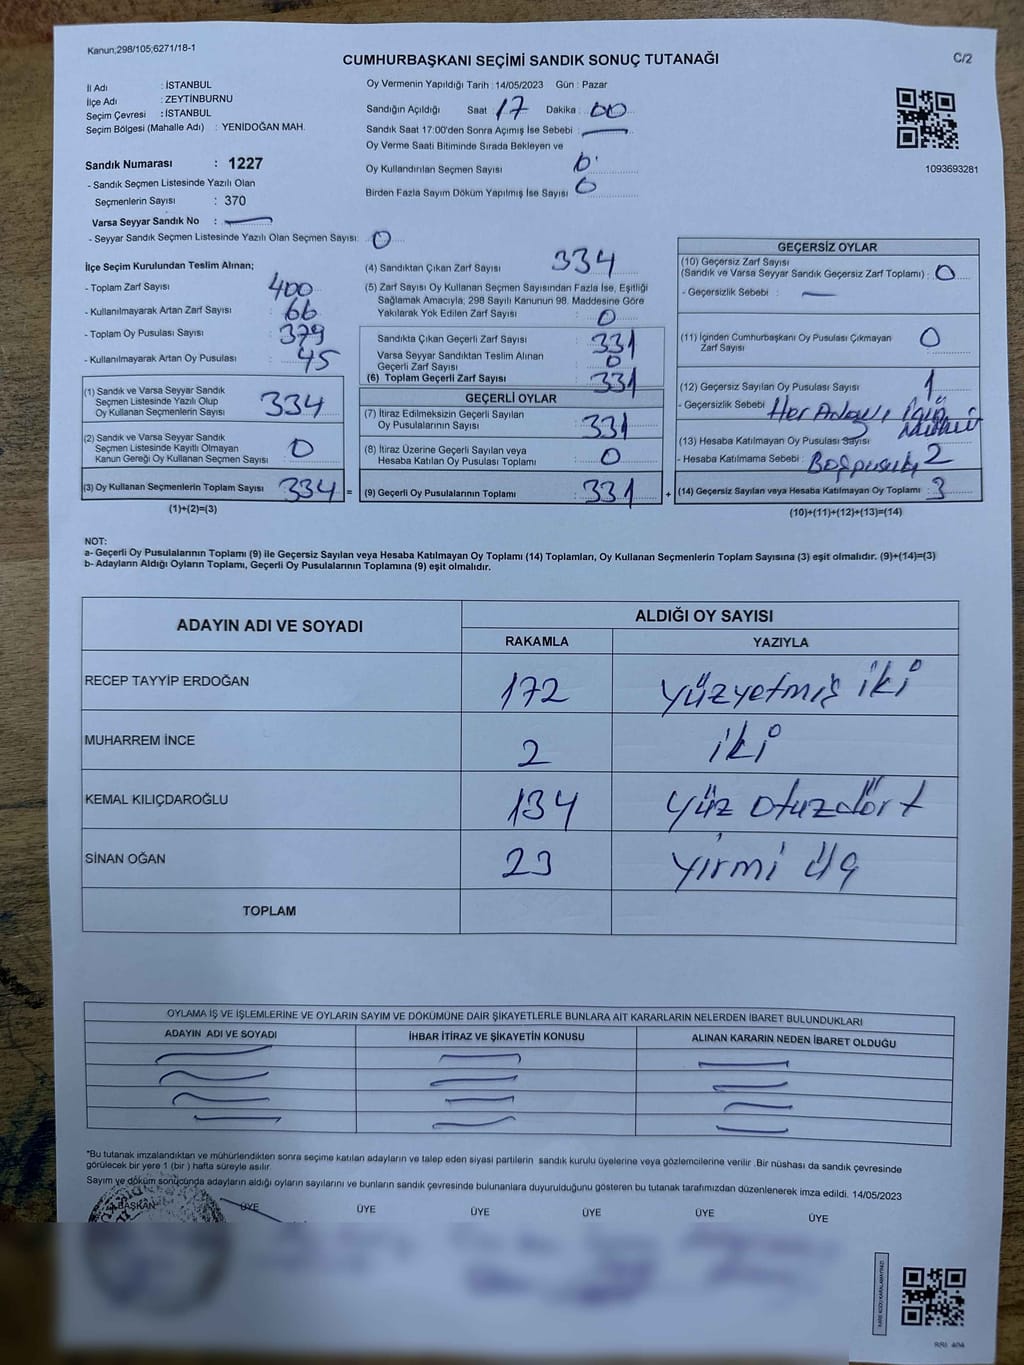 Kanun;298/105;6271/18-1
CUMHURBAŞKANI SEÇİMİ SANDIK SONUÇ TUTANAĞI
C/2
İl Adı : İSTANBUL
İlçe Adı : ZEYTİNBURNU
Seçim Çevresi : İSTANBUL
Seçim Bölgesi (Mahalle Adı) : YENİDOĞAN MAH.
Sandık Numarası : 1227
- Sandık Seçmen Listesinde Yazılı Olan
Seçmenlerin Sayısı : 370
Varsa Seyyar Sandık No :
- Seyyar Sandık Seçmen Listesinde Yazılı Olan Seçmen Sayısı: 0
Oy Vermenin Yapıldığı Tarih : 14/05/2023 Gün : Pazar
Sandığın Açıldığı Saat : 17 Dakika : 00
Sandık Saat 17:00'den Sonra Açımış İse Sebebi :
Oy Verme Saati Bitiminde Sırada Bekleyen ve
Oy Kullandırılan Seçmen Sayısı : 0
Birden Fazla Sayım Döküm Yapılmış İse Sayısı : 0
1093693281
İlçe Seçim Kurulundan Teslim Alınan;
- Toplam Zarf Sayısı : 400
- Kullanılmayarak Artan Zarf Sayısı : 66
- Toplam Oy Pusulası Sayısı : 379
- Kullanılmayarak Artan Oy Pusulası : 45
(1) Sandık ve Varsa Seyyar Sandık
Seçmen Listesinde Yazılı Olup
Oy Kullanan Seçmenlerin Sayısı : 334
(2) Sandık ve Varsa Seyyar Sandık
Seçmen Listesinde Kayıtlı Olmayan
Kanun Gereği Oy Kullanan Seçmen Sayısı : 0
(3) Oy Kullanan Seçmenlerin Toplam Sayısı : 334 =
(1)+(2)=(3)
(4) Sandıktan Çıkan Zarf Sayısı : 334
(5) Zarf Sayısı Oy Kullanan Seçmen Sayısından Fazla İse, Eşitliği
Sağlamak Amacıyla; 298 Sayılı Kanunun 98. Maddesine Göre
Yakılarak Yok Edilen Zarf Sayısı : 0
Sandıkta Çıkan Geçerli Zarf Sayısı : 331
Varsa Seyyar Sandıktan Teslim Alınan
Geçerli Zarf Sayısı : 0
(6) Toplam Geçerli Zarf Sayısı : 331
GEÇERLİ OYLAR
(7) İtiraz Edilmeksizin Geçerli Sayılan
Oy Pusulalarının Sayısı : 331
(8) İtiraz Üzerine Geçerli Sayılan veya
Hesaba Katılan Oy Pusulası Toplamı : 0
(9) Geçerli Oy Pusulalarının Toplamı : 331 +
GEÇERSİZ OYLAR
(10) Geçersiz Zarf Sayısı
(Sandık ve Varsa Seyyar Sandık Geçersiz Zarf Toplamı) : 0
- Geçersizlik Sebebi :
(11) İçinden Cumhurbaşkanı Oy Pusulası Çıkmayan
Zarf Sayısı : 0
(12) Geçersiz Sayılan Oy Pusulası Sayısı : 1
- Geçersizlik Sebebi : Her Aday için
(13) Hesaba Katılmayan Oy Pusulası Sayısı : 2
- Hesaba Katılmama Sebebi : Boş pusula
(14) Geçersiz Sayılan veya Hesaba Katılmayan Oy Toplamı : 3
(10)+(11)+(12)+(13)=(14)
NOT:
a- Geçerli Oy Pusulalarının Toplamı (9) ile Geçersiz Sayılan veya Hesaba Katılmayan Oy Toplamı (14) Toplamları, Oy Kullanan Seçmenlerin Toplam Sayısına (3) eşit olmalıdır. (9)+(14)=(3)
b- Adayların Aldığı Oyların Toplamı, Geçerli Oy Pusulalarının Toplamına (9) eşit olmalıdır.
ADAYIN ADI VE SOYADI
ALDIĞI OY SAYISI
RAKAMLA YAZIYLA
RECEP TAYYİP ERDOĞAN 172 yüzyetmiş iki
MUHARREM İNCE 2 iki
KEMAL KILIÇDAROĞLU 134 yüz otuzdört
SİNAN OĞAN 23 yirmi üç
TOPLAM
OYLAMA İŞ VE İŞLEMLERİNE VE OYLARIN SAYIM VE DÖKÜMÜNE DAİR ŞİKAYETLERLE BUNLARA AİT KARARLARIN NELERDEN İBARET BULUNDUKLARI
ADAYIN ADI VE SOYADI İHBAR İTİRAZ VE ŞİKAYETİN KONUSU ALINAN KARARIN NEDEN İBARET OLDUĞU
*Bu tutanak imzalandıktan ve mühürlendikten sonra seçime katılan adayların ve talep eden siyasi partilerin sandık kurulu üyelerine veya gözlemcilerine verilir .Bir nüshası da sandık çevresinde
görülecek bir yere 1 (bir ) hafta süreyle asılır.
Sayım ve döküm sonucunda adayların aldığı oyların sayılarını ve bunların sandık çevresinde bulunanlara duyurulduğunu gösteren bu tutanak tarafımızdan düzenlenerek imza edildi. 14/05/2023
BAŞKAN ÜYE ÜYE ÜYE ÜYE ÜYE ÜYE